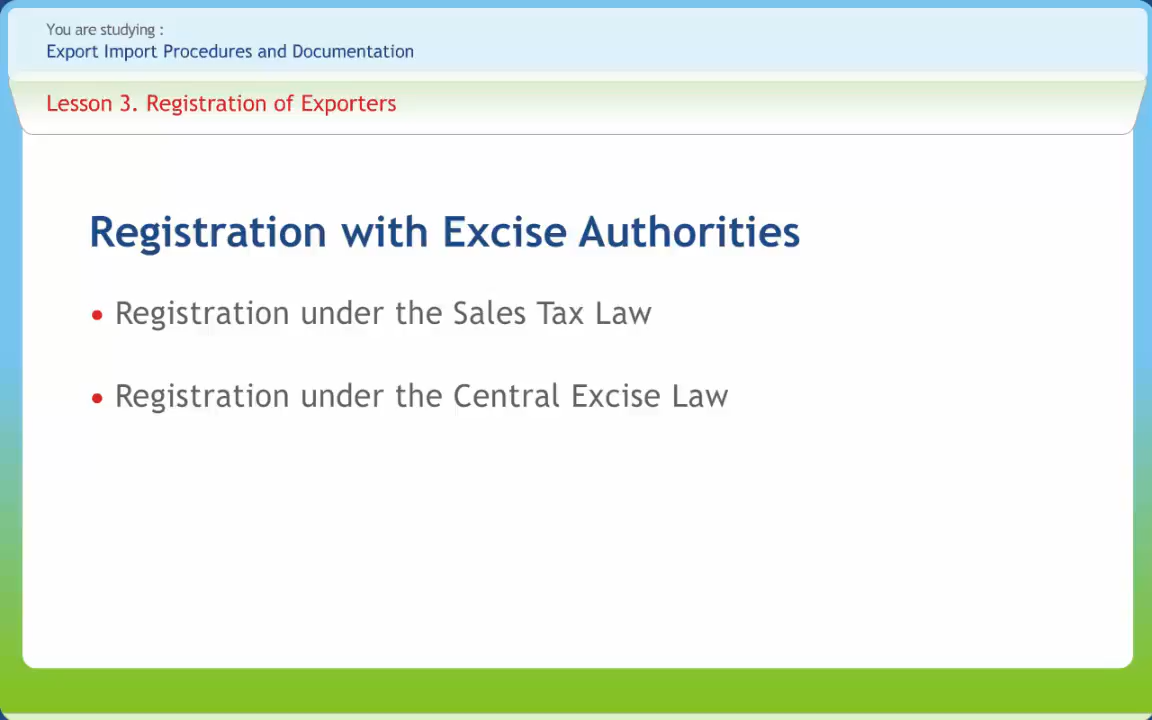 You are studying :
Export Import Procedures and Documentation
Lesson 3. Registration of Exporters
Registration with Excise Authorities
• Registration under the Sales Tax Law
• Registration under the Central Excise Law